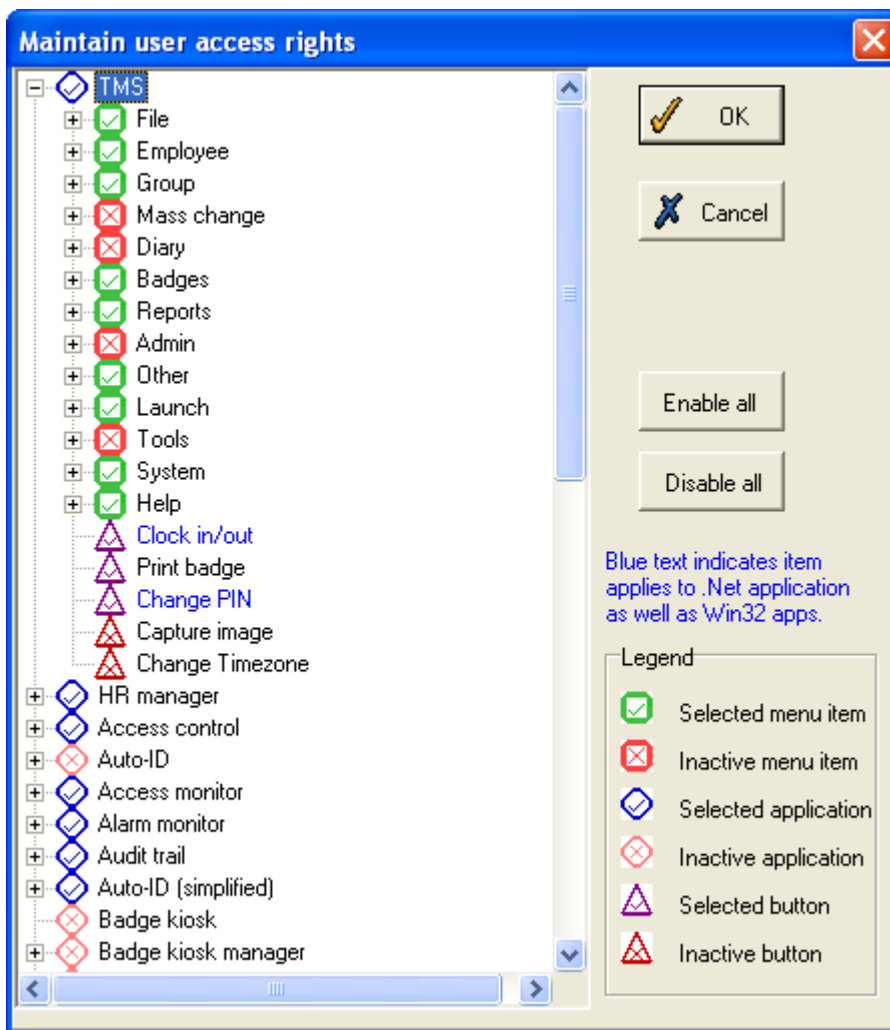 Maintain user access rights
TMS
File
Employee
Group
Mass change
Diary
Badges
Reports
Admin
Other
Launch
Tools
System
Help
Clock in/out
Print badge
Change PIN
Capture image
Change Timezone
HR manager
Access control
Auto-ID
Access monitor
Alarm monitor
Audit trail
Auto-ID (simplified)
Badge kiosk
Badge kiosk manager
OK
Cancel
Enable all
Disable all
Blue text indicates item
applies to .Net application
as well as Win32 apps.
Legend
Selected menu item
Inactive menu item
Selected application
Inactive application
Selected button
Inactive button